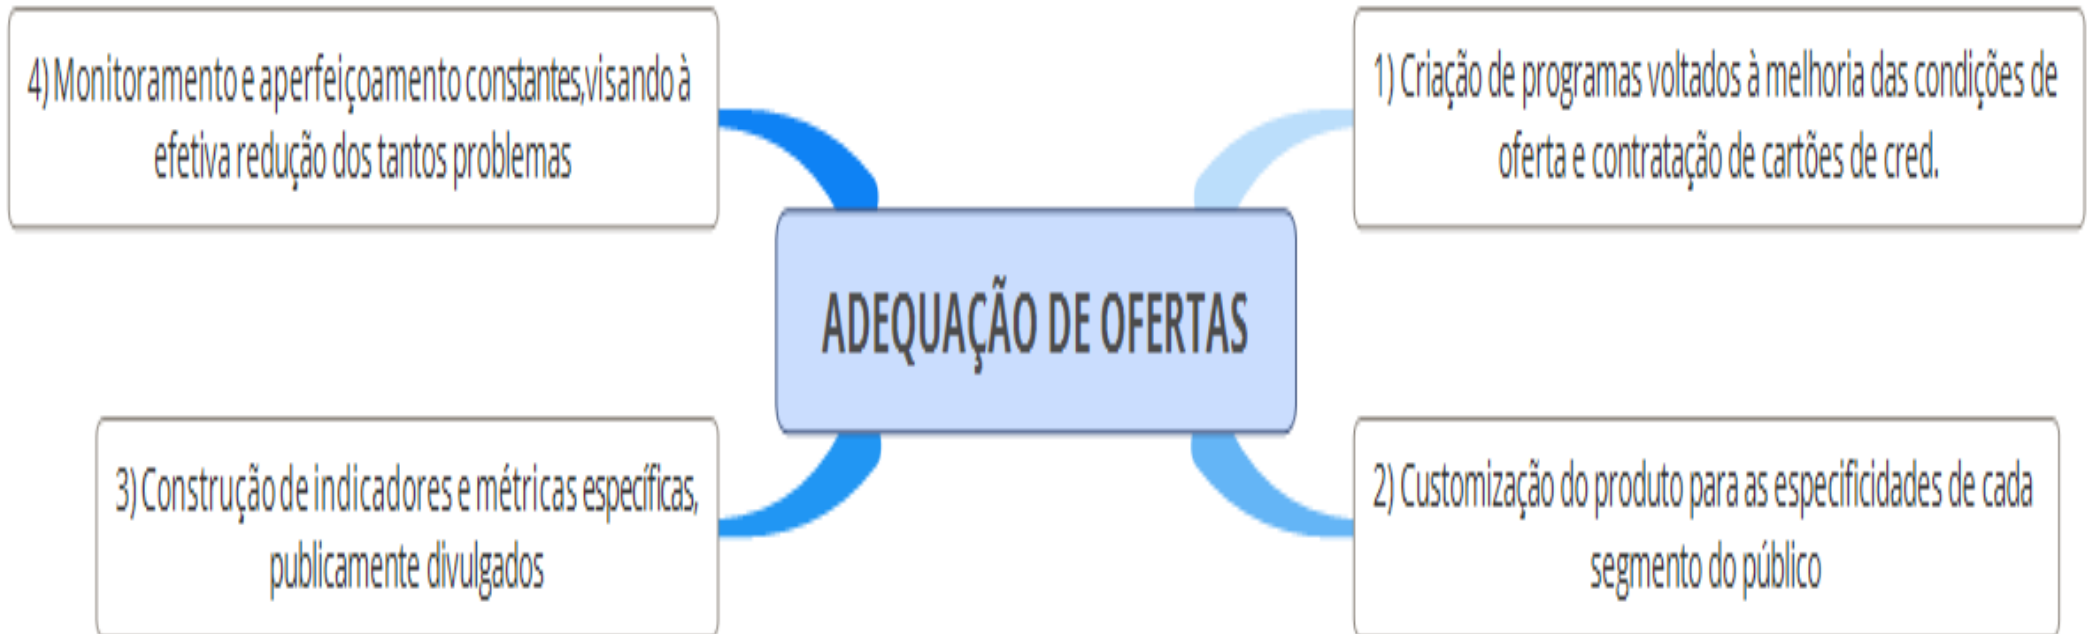 4) Monitoramento e aperfeiçoamento constantes,visando à
efetiva redução dos tantos problemas
1) Criação de programas voltados à melhoria das condições de
oferta e contratação de cartões de cred.
ADEQUAÇÃO DE OFERTAS
3) Construção de indicadores e métricas específicas,
publicamente divulgados
2) Customização do produto para as especificidades de cada
segmento do público